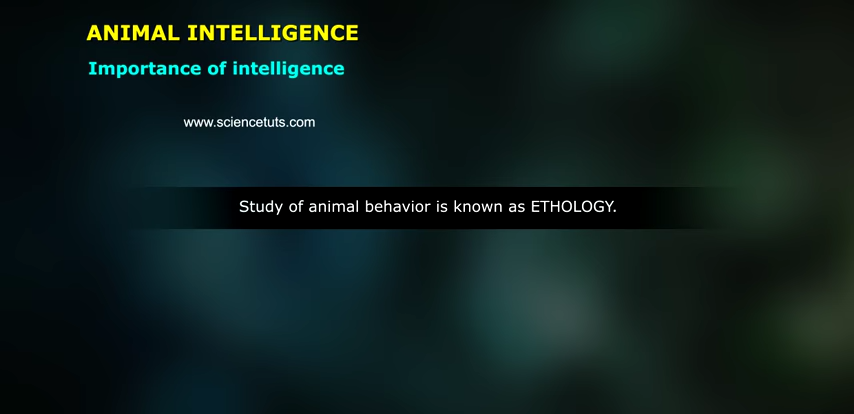 ANIMAL INTELLIGENCE
Importance of intelligence
www.sciencetuts.com
Study of animal behavior is known as ETHOLOGY.